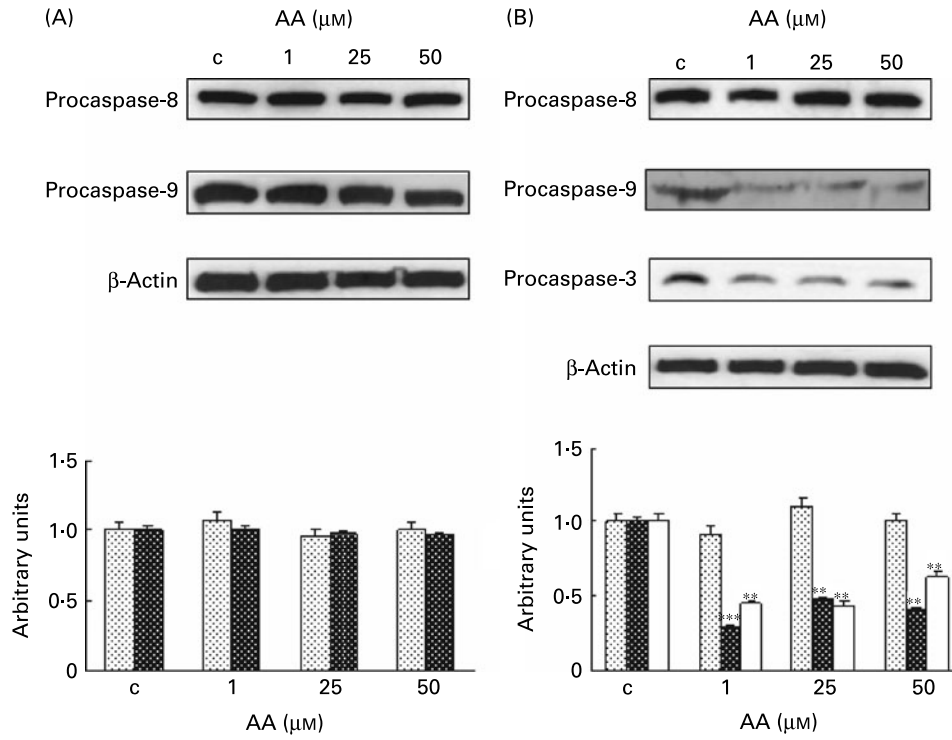 (A)
AA (μM)
c 1 25 50
Procaspase-8
Procaspase-9
β-Actin
1·5
1·0
0·5
0
Arbitrary units
c 1 25 50
AA (μM)
(B)
AA (μM)
c 1 25 50
Procaspase-8
Procaspase-9
Procaspase-3
β-Actin
1·5
1·0
0·5
0
Arbitrary units
*** ** ** ** ** **
c 1 25 50
AA (μM)